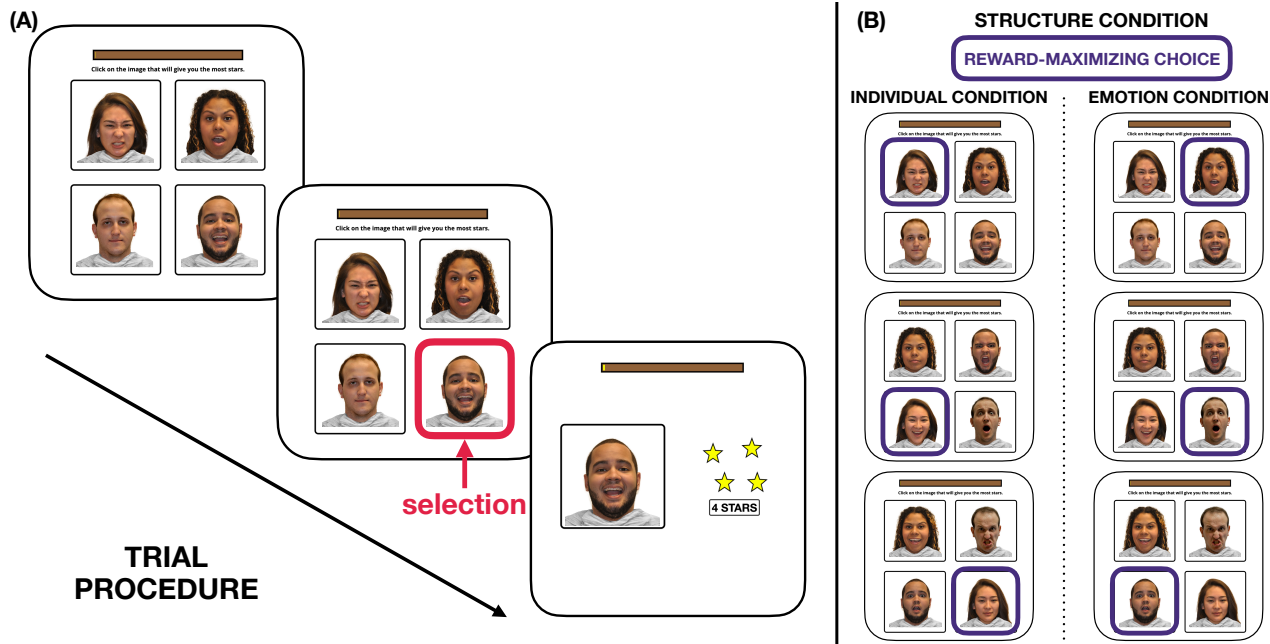 (A)
Click on the image that will give you the most stars.
Click on the image that will give you the most stars.
selection
4 STARS
TRIAL
PROCEDURE
(B)
STRUCTURE CONDITION
REWARD-MAXIMIZING CHOICE
INDIVIDUAL CONDITION
EMOTION CONDITION
Click on the image that will give you the most stars.
Click on the image that will give you the most stars.
Click on the image that will give you the most stars.
Click on the image that will give you the most stars.
Click on the image that will give you the most stars.
Click on the image that will give you the most stars.